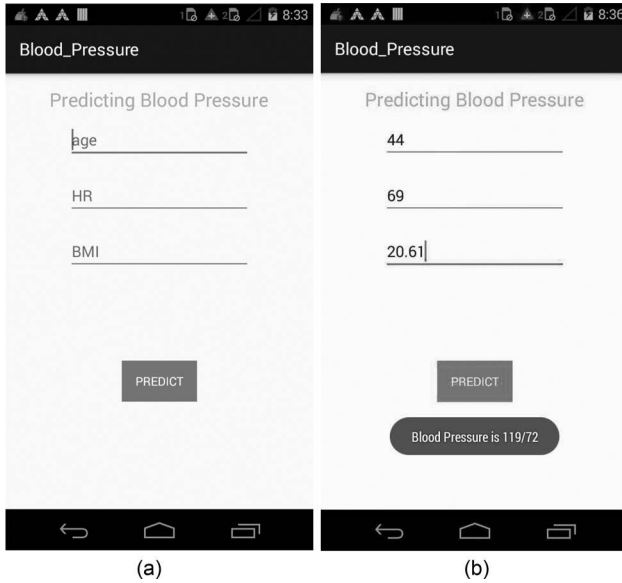 8:33
Blood_Pressure
Predicting Blood Pressure
age
HR
BMI
PREDICT
(a)
8:36
Blood_Pressure
Predicting Blood Pressure
44
69
20.61
PREDICT
Blood Pressure is 119/72
(b)